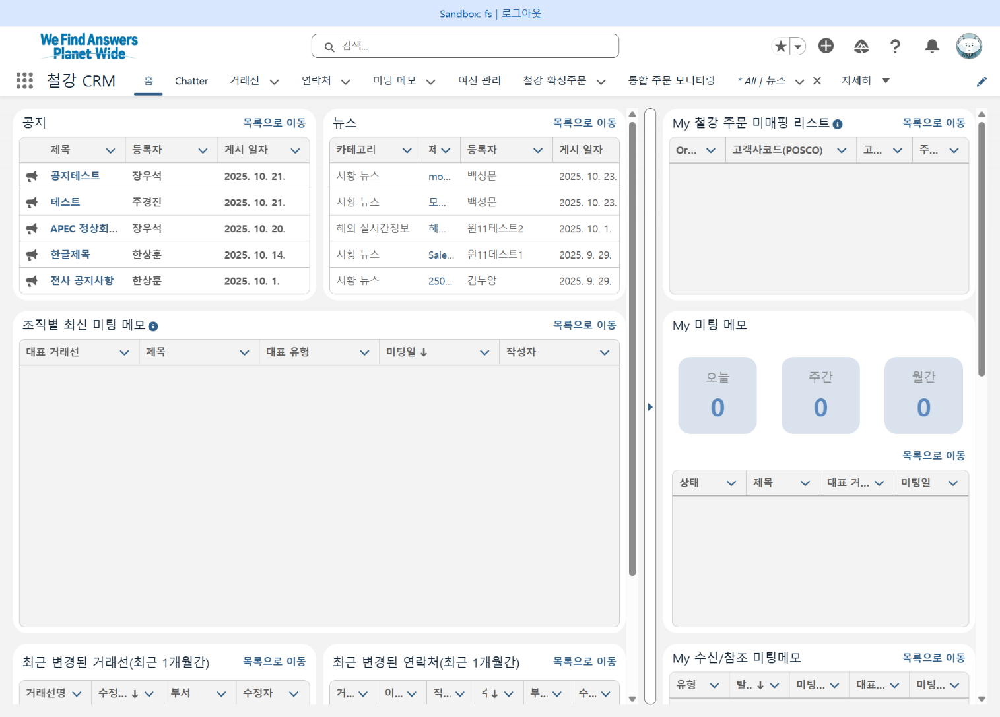 Sandbox: fs | 로그아웃
We Find Answers
Planet Wide
검색...
철강 CRM
홈
Chatter
거래선
연락처
미팅 메모
여신 관리
철강 확정주문
통합 주문 모니터링
* All | 뉴스
자세히
공지
목록으로 이동
제목 등록자 게시 일자
공지테스트 장우석 2025. 10. 21.
테스트 주경진 2025. 10. 21.
APEC 정상회... 장우석 2025. 10. 20.
한글제목 한상훈 2025. 10. 14.
전사 공지사항 한상훈 2025. 10. 1.
뉴스
목록으로 이동
카테고리 등록자 게시 일자
시황 뉴스 mo... 백성문 2025. 10. 23.
시황 뉴스 모... 백성문 2025. 10. 23.
해외 실시간정보 해... 윈11테스트2 2025. 10. 1.
시황 뉴스 Sale... 윈11테스트1 2025. 9. 29.
시황 뉴스 250... 김두앙 2025. 9. 29.
My 철강 주문 미매핑 리스트
목록으로 이동
Or... 고객사코드(POSCO) 고... 주...
조직별 최신 미팅 메모
목록으로 이동
대표 거래선 제목 대표 유형 미팅일 작성자
My 미팅 메모
오늘 주간 월간
0 0 0
목록으로 이동
상태 제목 대표 거... 미팅일
최근 변경된 거래선(최근 1개월간)
목록으로 이동
거래선명 수정... 부서 수정자
최근 변경된 연락처(최근 1개월간)
목록으로 이동
거... 이... 직... 부... 수...
My 수신/참조 미팅메모
목록으로 이동
유형 발.. 미팅... 대표... 미팅...